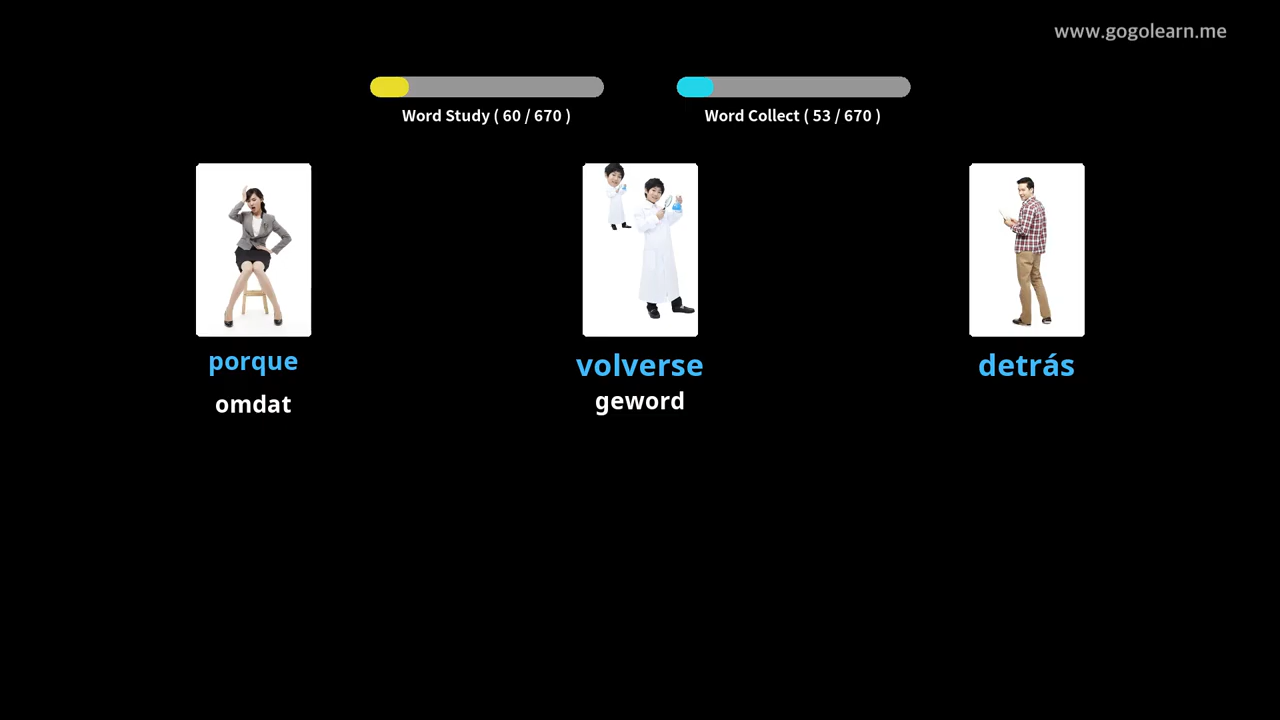 www.gogolearn.me
Word Study ( 60 / 670 )
Word Collect ( 53 / 670 )
porque
volverse
detrás
omdat
geword